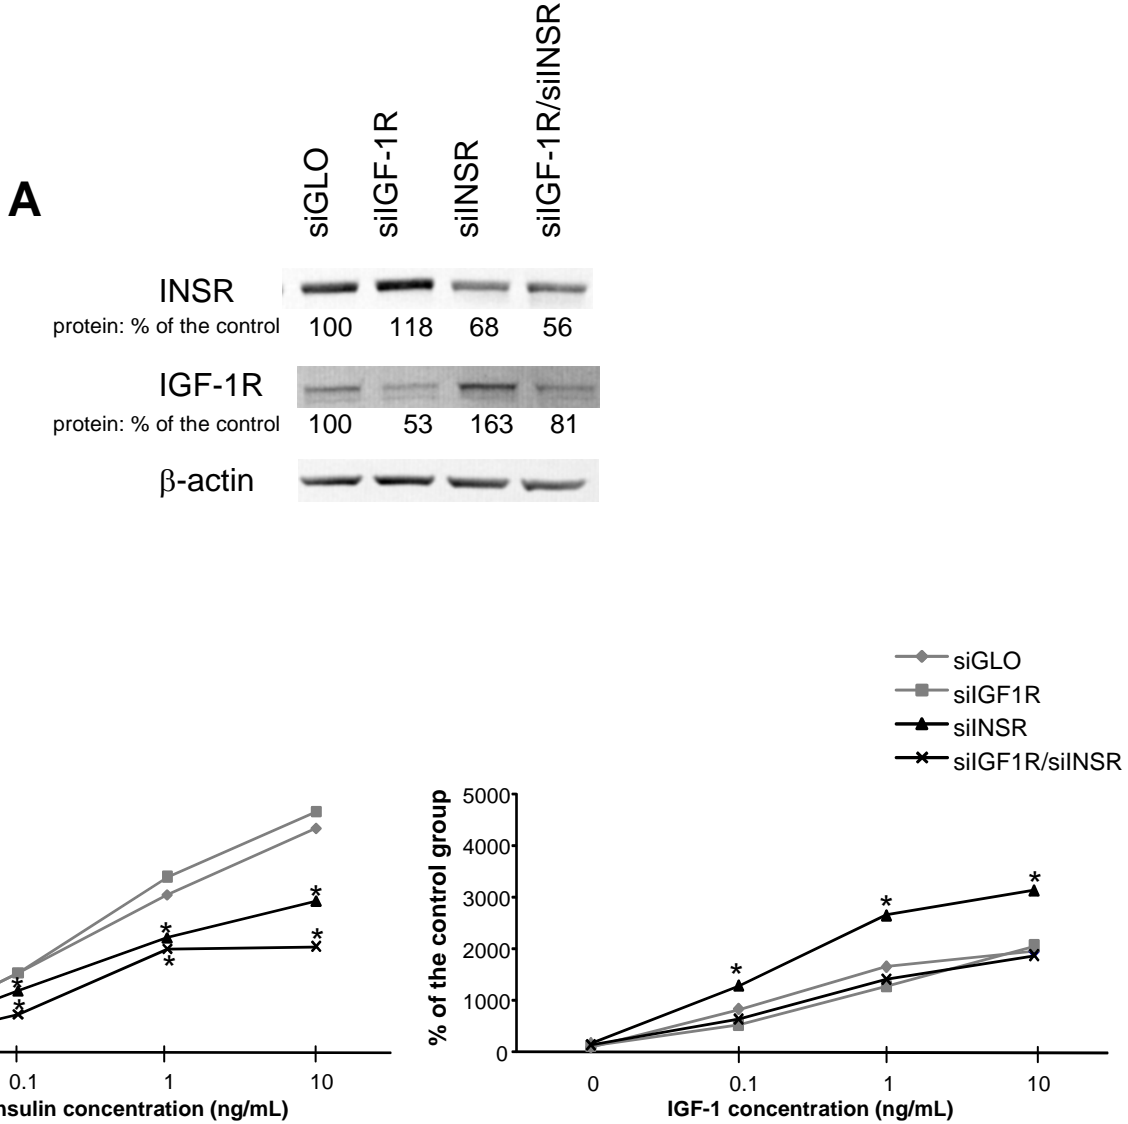 A
siGLO
siIGF-1R
siINSR
siIGF-1R/siINSR
INSR
protein: % of the control 100 118 68 56
IGF-1R
protein: % of the control 100 53 163 81
β-actin
siGLO
siIGF1R
siINSR
siIGF1R/siINSR
* * * * * *
0.1 1 10
nsulin concentration (ng/mL)
% of the control group
5000
4000
3000
2000
1000
0
* * *
0 0.1 1 10
IGF-1 concentration (ng/mL)